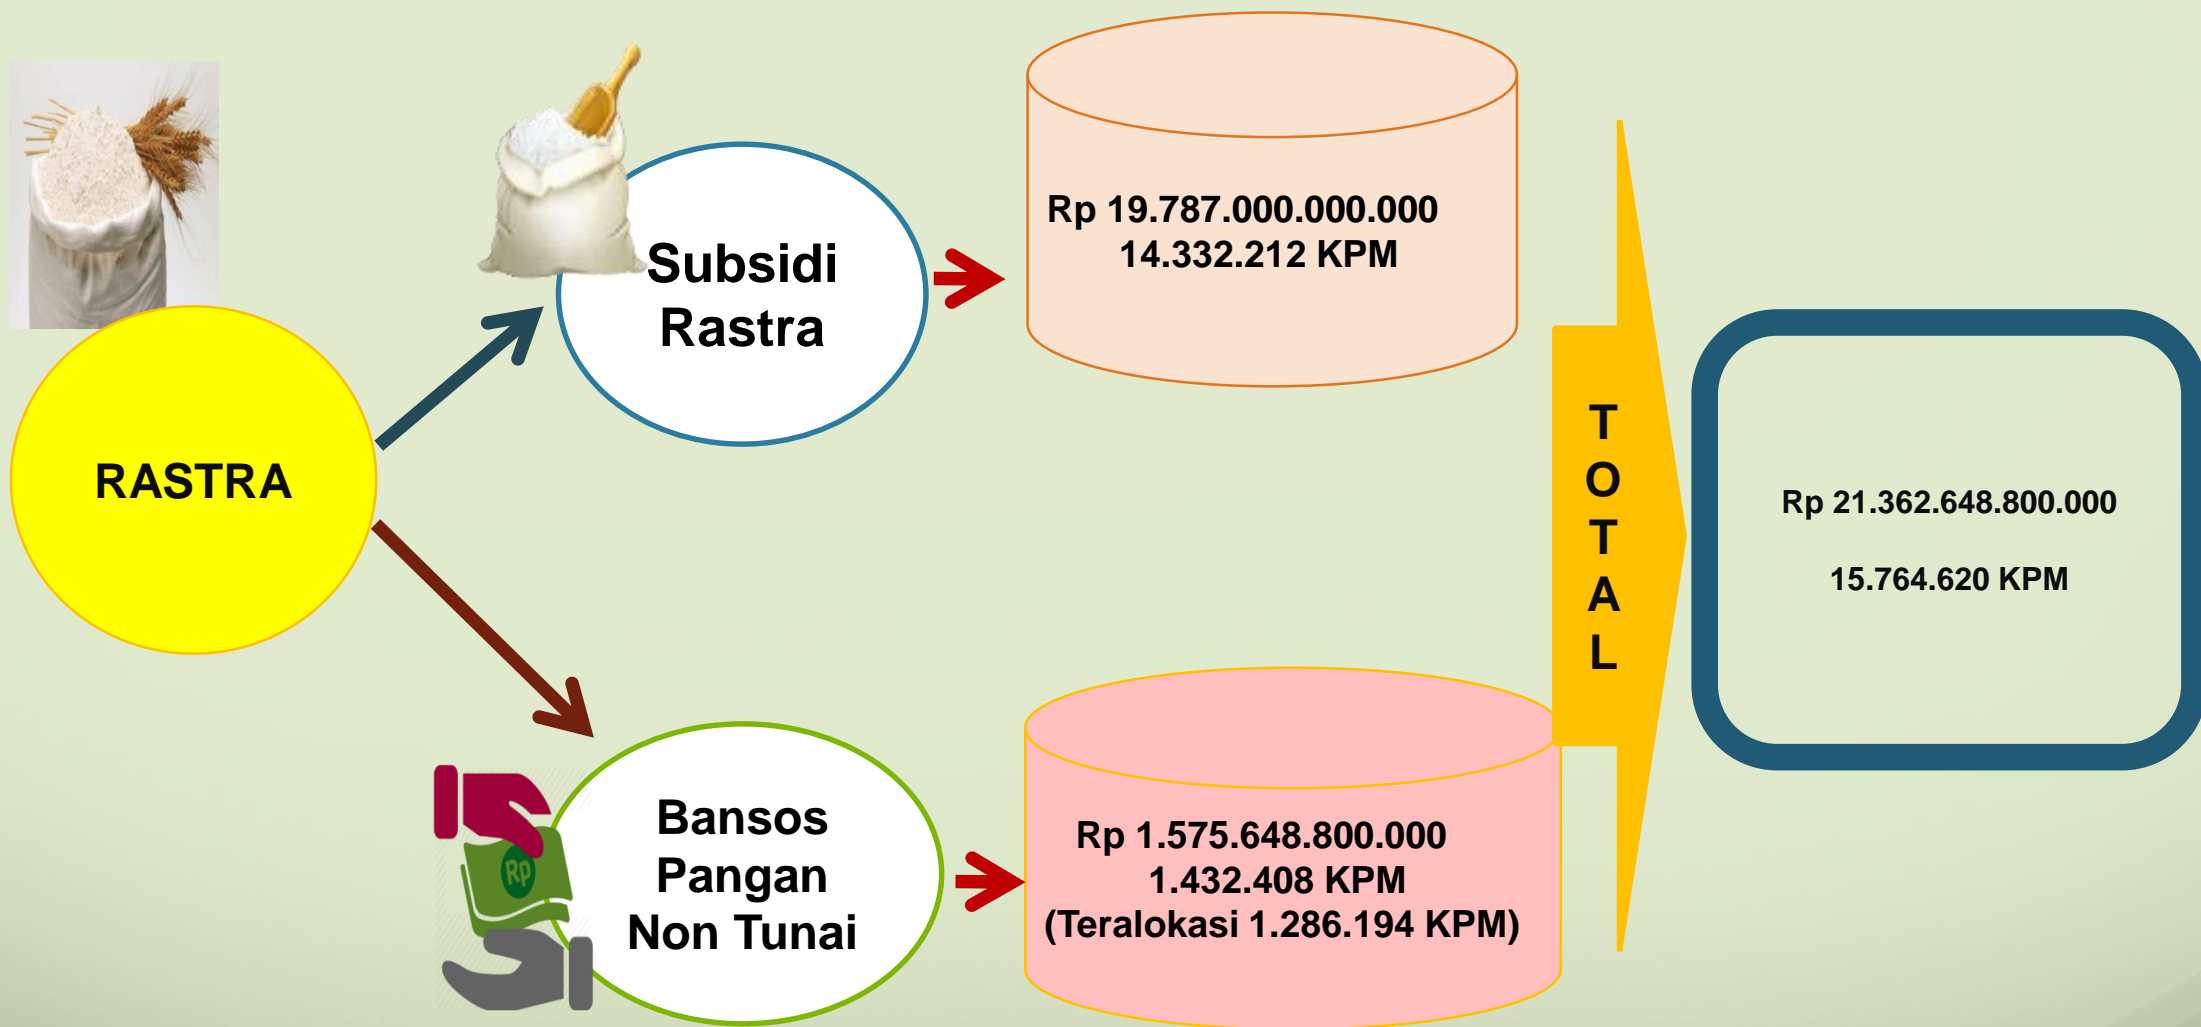 RASTRA
Subsidi
Rastra
Rp 19.787.000.000.000
14.332.212 KPM
Bansos
Pangan
Non Tunai
Rp
Rp 1.575.648.800.000
1.432.408 KPM
(Teralokasi 1.286.194 KPM)
T
O
T
A
L
Rp 21.362.648.800.000
15.764.620 KPM